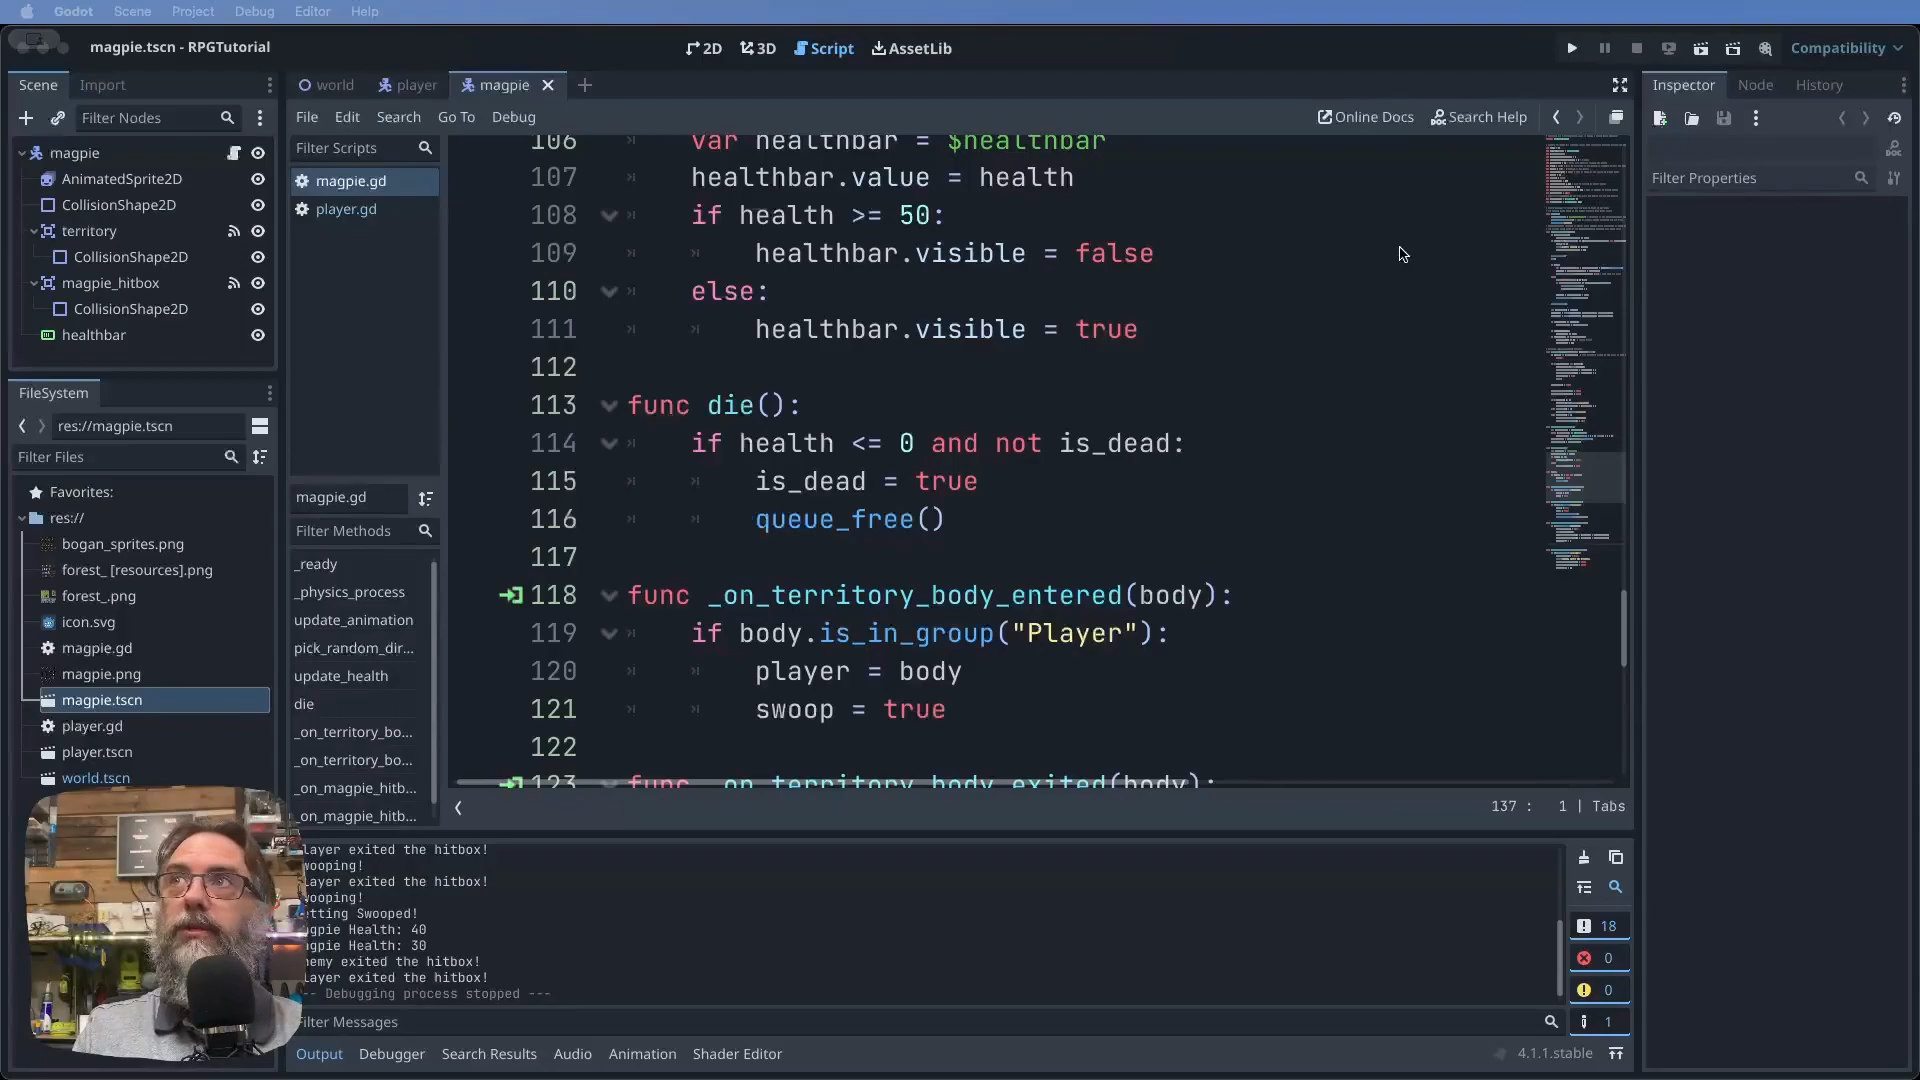 Godot Scene Project Debug Editor Help
magpie.tscn - RPGTutorial
2D 3D Script AssetLib
Compatibility
Scene Import
Filter Nodes
magpie
AnimatedSprite2D
CollisionShape2D
territory
CollisionShape2D
magpie_hitbox
CollisionShape2D
healthbar
FileSystem
res://magpie.tscn
Filter Files
Favorites:
res://
bogan_sprites.png
forest_ [resources].png
forest_.png
icon.svg
magpie.gd
magpie.png
magpie.tscn
player.gd
player.tscn
world.tscn
world player magpie
File Edit Search Go To Debug
Online Docs Search Help
Filter Scripts
magpie.gd
player.gd
magpie.gd
Filter Methods
_ready
_physics_process
update_animation
pick_random_dir...
update_health
die
_on_territory_bo...
_on_territory_bo...
_on_magpie_hitb...
_on_magpie_hitb...
106 var healthbar = $healthbar
107 healthbar.value = health
108 if health >= 50:
109 healthbar.visible = false
110 else:
111 healthbar.visible = true
112
113 func die():
114 if health <= 0 and not is_dead:
115 is_dead = true
116 queue_free()
117
118 func _on_territory_body_entered(body):
119 if body.is_in_group("Player"):
120 player = body
121 swoop = true
122
123 func _on_territory_body_exited(body):
137 : 1 | Tabs
layer exited the hitbox!
wooping!
layer exited the hitbox!
wooping!
etting Swooped!
gpie Health: 40
gpie Health: 30
nemy exited the hitbox!
layer exited the hitbox!
-- Debugging process stopped ---
Filter Messages
18
0
0
1
Output Debugger Search Results Audio Animation Shader Editor
4.1.1.stable
Inspector Node History
Filter Properties